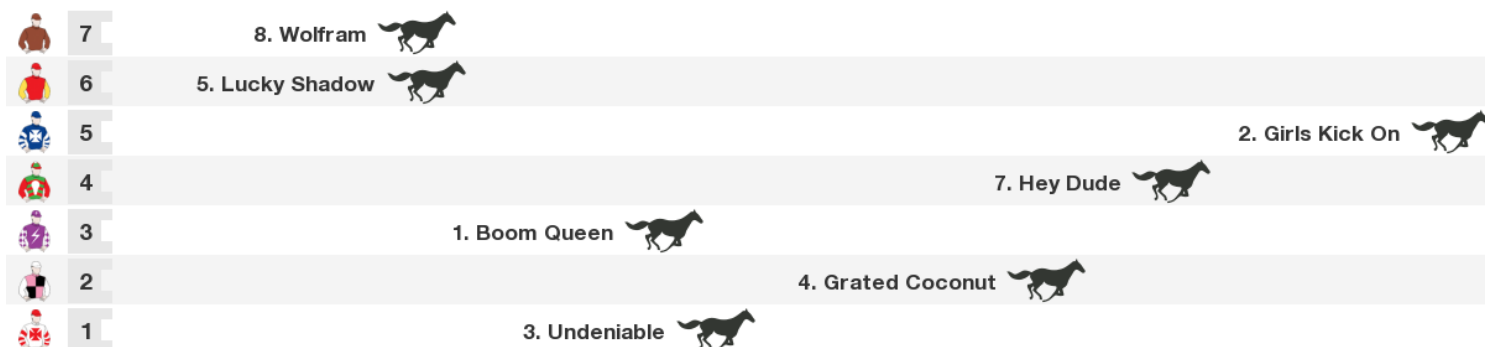 7 8. Wolfram
6 5. Lucky Shadow
5 2. Girls Kick On
4 7. Hey Dude
3 1. Boom Queen
2 4. Grated Coconut
1 3. Undeniable